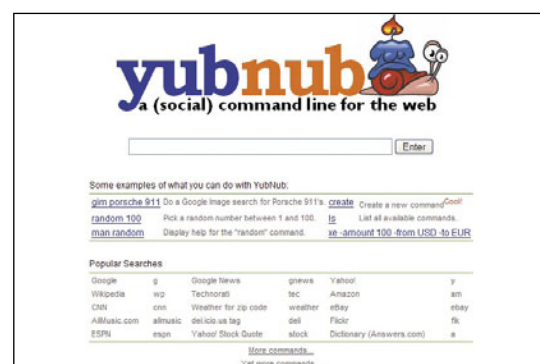 yubnub
a (social) command line for the web
Enter
Some examples of what you can do with YubNub:
gim porsche 911 Do a Google Image search for Porsche 911's. create Create a new command Cool!
random 100 Pick a random number between 1 and 100. ls List all available commands.
man random Display help for the "random" command. xe -amount 100 -from USD -to EUR
Popular Searches
Google g Google News gnews Yahoo! y
Wikipedia wp Technorati tec Amazon am
CNN cnn Weather for zip code weather eBay ebay
AllMusic.com allmusic del.icio.us tag deli Flickr flk
ESPN espn Yahoo! Stock Quote stock Dictionary (Answers.com) a
More commands...
Yet more commands...